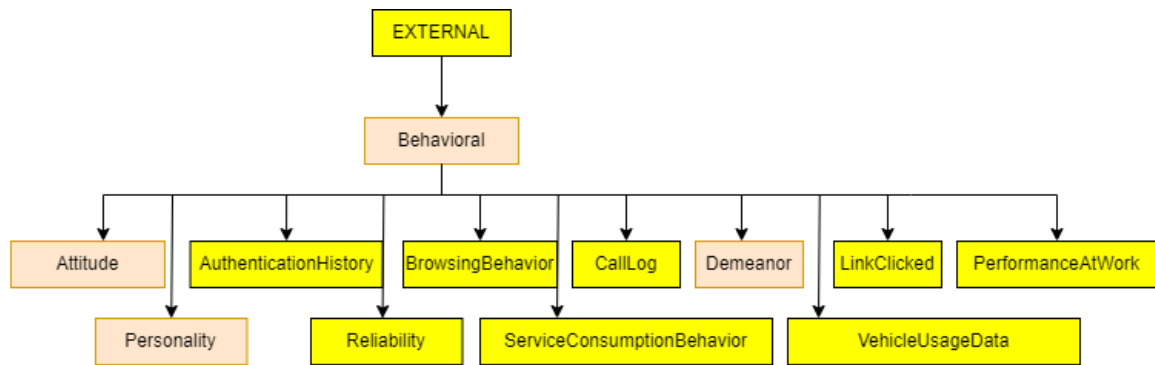 EXTERNAL
Behavioral
Attitude
AuthenticationHistory
BrowsingBehavior
CallLog
Demeanor
LinkClicked
PerformanceAtWork
Personality
Reliability
ServiceConsumptionBehavior
VehicleUsageData